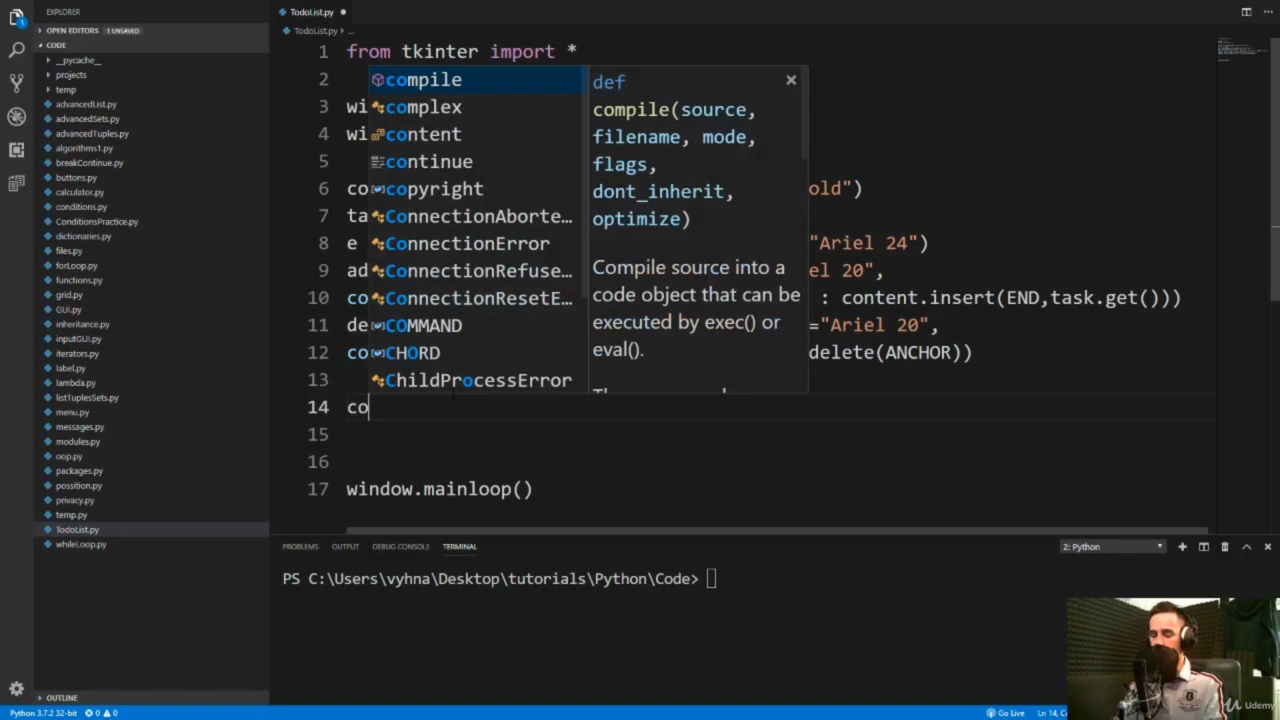 EXPLORER
OPEN EDITORS 1 UNSAVED
CODE
__pycache__
projects
temp
advancedList.py
advancedSets.py
advancedTuples.py
algorithms1.py
breakContinue.py
buttons.py
calculator.py
conditions.py
ConditionsPractice.py
dictionaries.py
files.py
forLoop.py
functions.py
grid.py
GUI.py
inheritance.py
inputGUI.py
iterators.py
label.py
lambda.py
listTuplesSets.py
menu.py
messages.py
modules.py
oop.py
packages.py
possition.py
privacy.py
temp.py
TodoList.py
whileLoop.py
OUTLINE
TodoList.py
TodoList.py ...
1 from tkinter import *
2
3 wi
4 wi
5
6 co old")
7 ta
8 e "Ariel 24")
9 ad el 20",
10 co : content.insert(END,task.get()))
11 de ="Ariel 20",
12 co delete(ANCHOR))
13
14 co
15
16
17 window.mainloop()
compile
complex
content
continue
copyright
ConnectionAborte...
ConnectionError
ConnectionRefuse...
ConnectionResetE...
COMMAND
CHORD
ChildProcessError
def
compile(source,
filename, mode,
flags,
dont_inherit,
optimize)
Compile source into a
code object that can be
executed by exec() or
eval().
PROBLEMS OUTPUT DEBUG CONSOLE TERMINAL
2: Python
PS C:\Users\vyhna\Desktop\tutorials\Python\Code>
Python 3.7.2 32-bit 0 0
Go Live Ln 14, C
Udemy
1